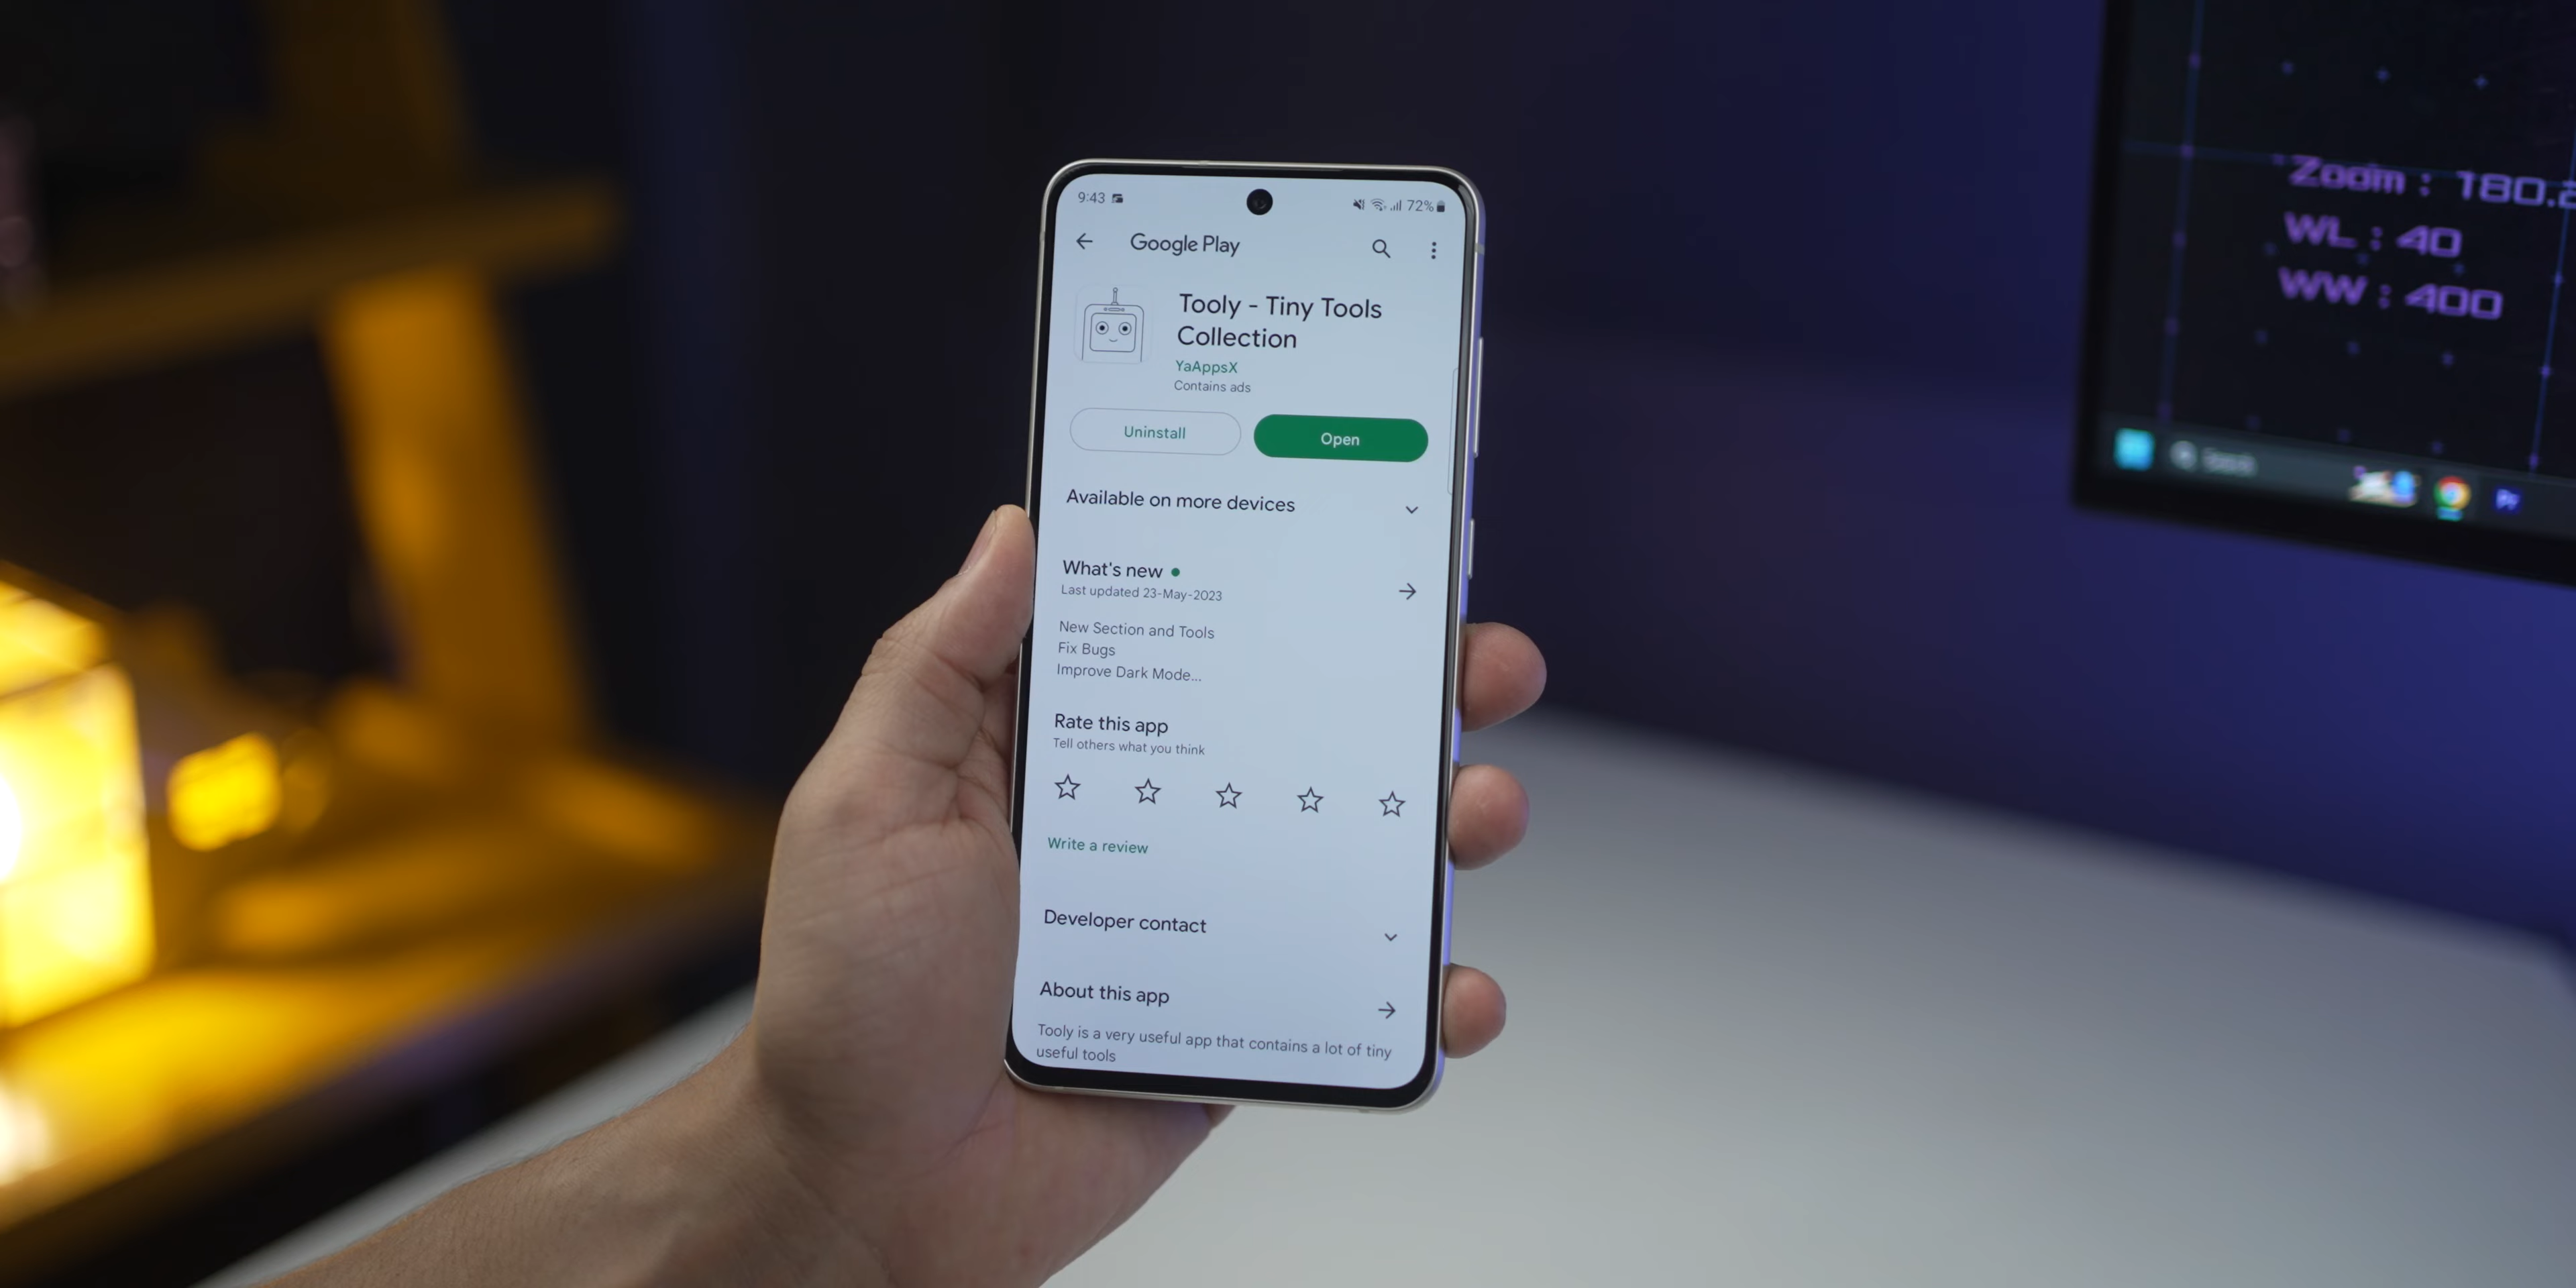 9:43
72%
Google Play
Tooly - Tiny Tools
Collection
YaAppsX
Contains ads
Uninstall
Open
Available on more devices
What's new
Last updated 23-May-2023
New Section and Tools
Fix Bugs
Improve Dark Mode...
Rate this app
Tell others what you think
Write a review
Developer contact
About this app
Tooly is a very useful app that contains a lot of tiny
useful tools
Zoom : 180.2
WL : 40
WW : 400
Search
Pr